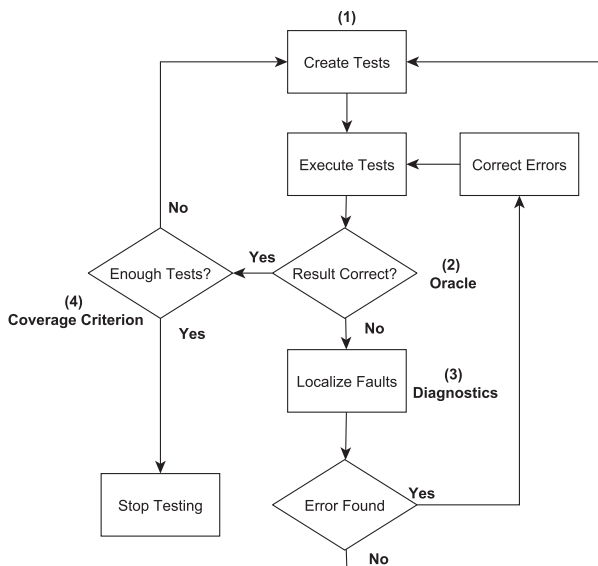 (1)
Create Tests
Execute Tests
Correct Errors
No
Yes
Enough Tests?
Result Correct?
(2)
Oracle
(4)
Coverage Criterion
Yes
No
Localize Faults
(3)
Diagnostics
Stop Testing
Error Found
Yes
No